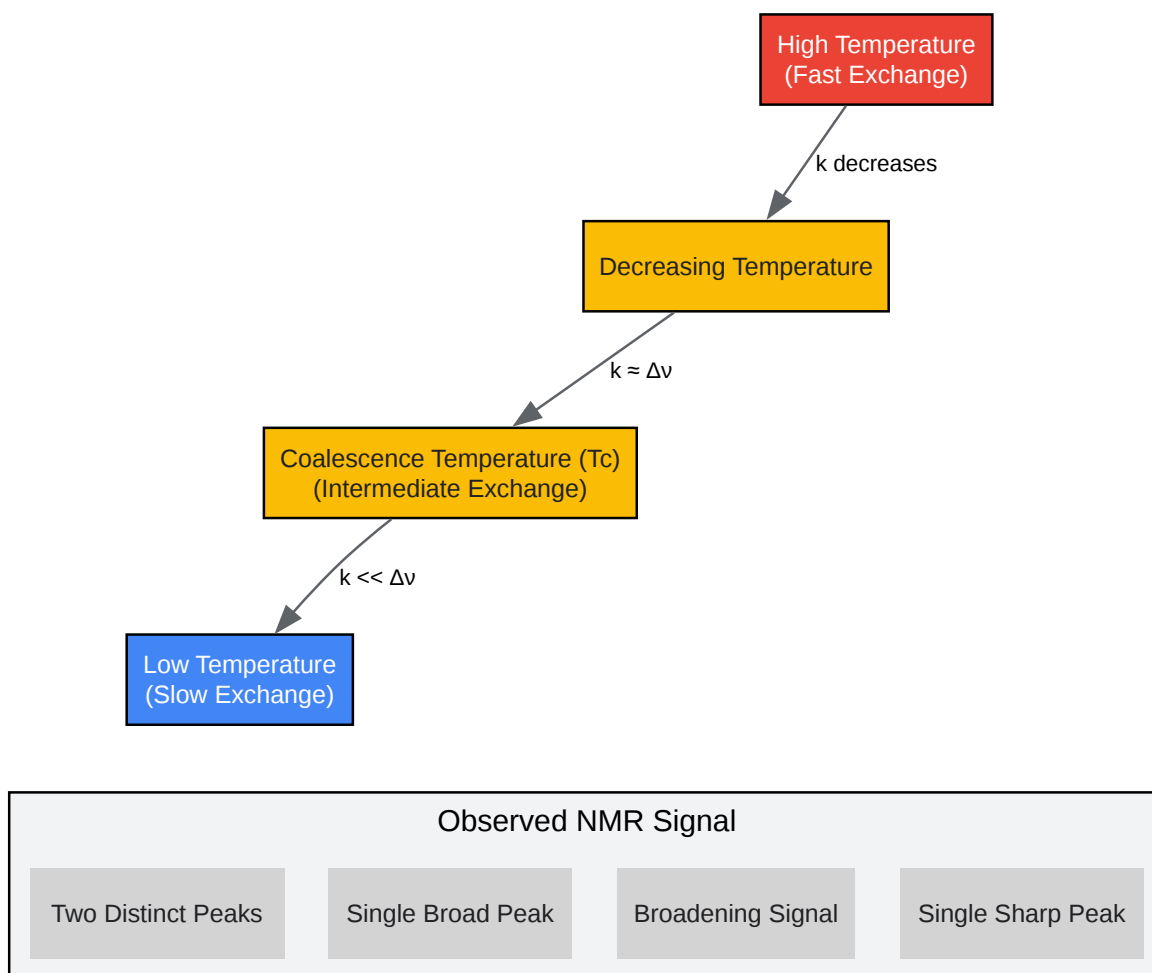 High Temperature
(Fast Exchange)
k decreases
Decreasing Temperature
k ≈ Δν
Coalescence Temperature (Tc)
(Intermediate Exchange)
k << Δν
Low Temperature
(Slow Exchange)
Observed NMR Signal
Two Distinct Peaks
Single Broad Peak
Broadening Signal
Single Sharp Peak